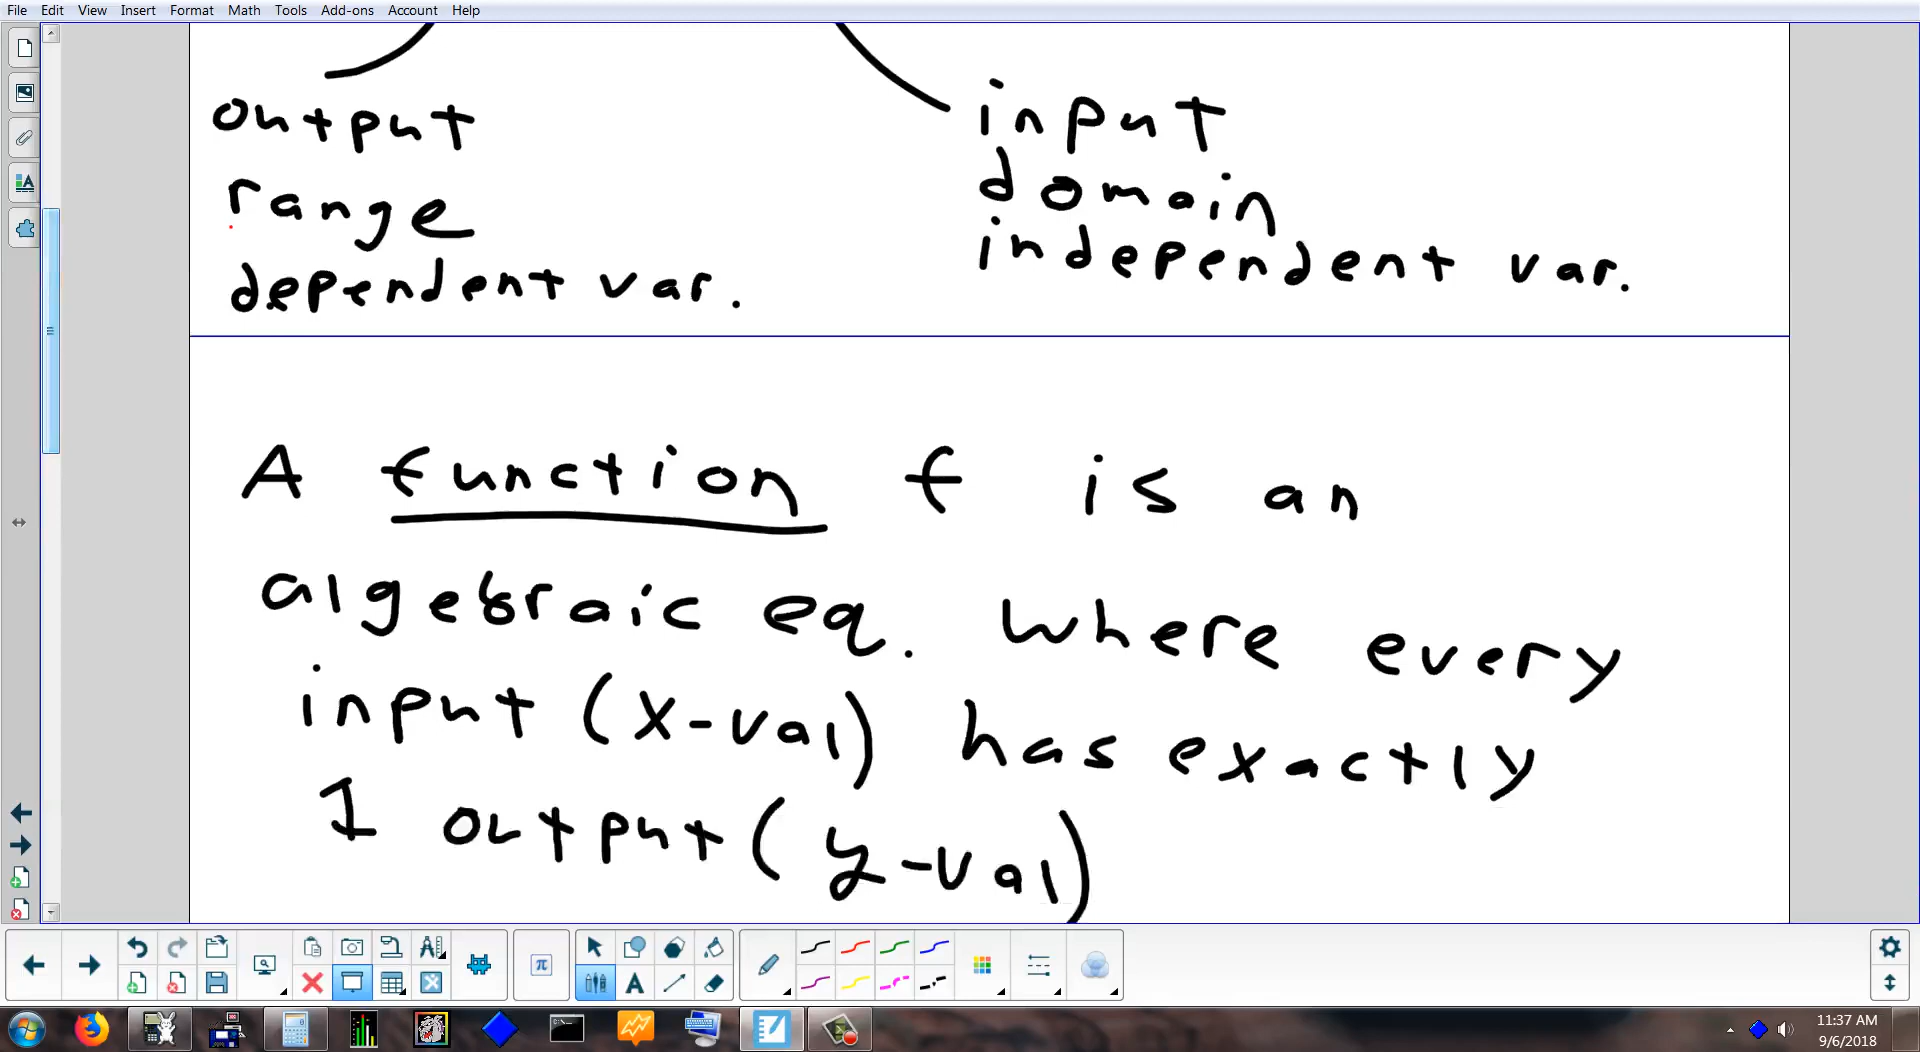 File Edit View Insert Format Math Tools Add-ons Account Help
output
range
dependent var.
input
domain
independent var.
A function f is an
algebraic eq. where every
input (x-val) has exactly
1 output (y-val)
π
A
11:37 AM
9/6/2018